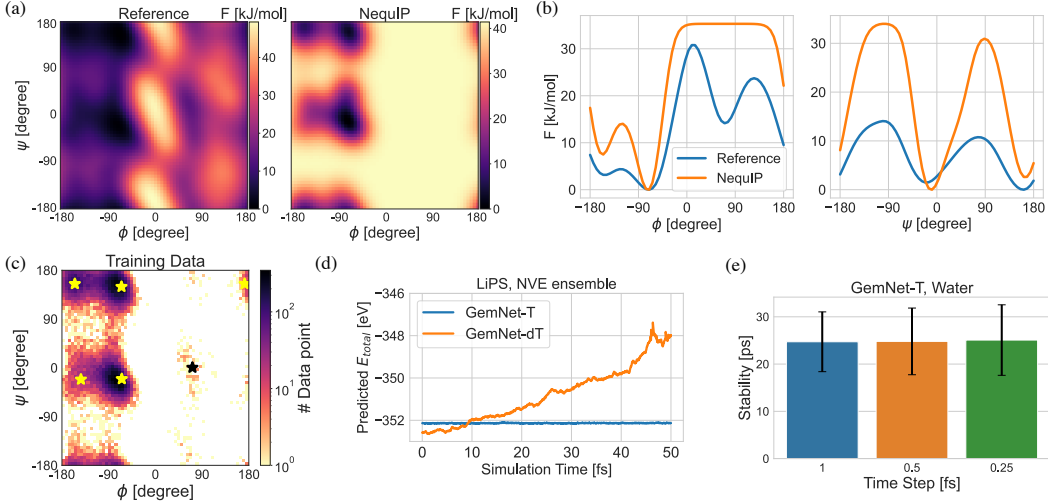 (a)
Reference
F [kJ/mol]
NequIP
F [kJ/mol]
180
90
0
-90
-180
ψ [degree]
-180
-90
0
90
180
ϕ [degree]
40
30
20
10
0
-180
-90
0
90
180
ϕ [degree]
40
30
20
10
0
(b)
F [kJ/mol]
30
20
10
0
Reference
NequIP
-180
-90
0
90
180
ϕ [degree]
30
20
10
0
-180
-90
0
90
180
ψ [degree]
(c)
Training Data
180
90
0
-90
-180
ψ [degree]
-180
-90
0
90
180
ϕ [degree]
10²
10¹
10⁰
# Data point
(d)
LiPS, NVE ensemble
GemNet-T
GemNet-dT
−346
−348
−350
−352
Predicted E_total, [eV]
0
10
20
30
40
50
Simulation Time [fs]
(e)
GemNet-T, Water
30
20
10
0
Stability [ps]
1
0.5
0.25
Time Step [fs]